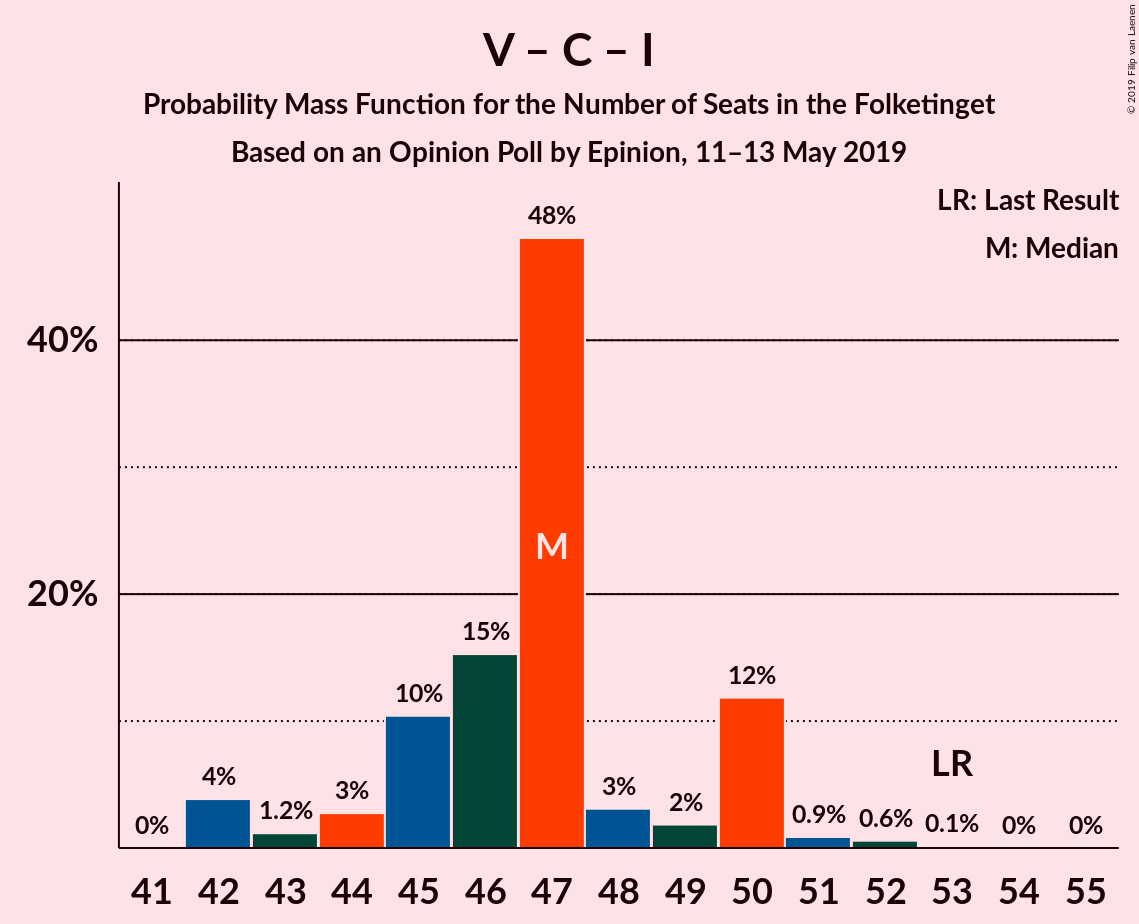 V – C – I
Probability Mass Function for the Number of Seats in the Folketinget
Based on an Opinion Poll by Epinion, 11–13 May 2019
© 2019 Filip van Laenen
LR: Last Result
M: Median
40%
20%
0%
4%
1.2%
3%
10%
15%
48%
M
3%
2%
12%
0.9%
0.6%
LR
0.1%
0%
0%
41 42 43 44 45 46 47 48 49 50 51 52 53 54 55